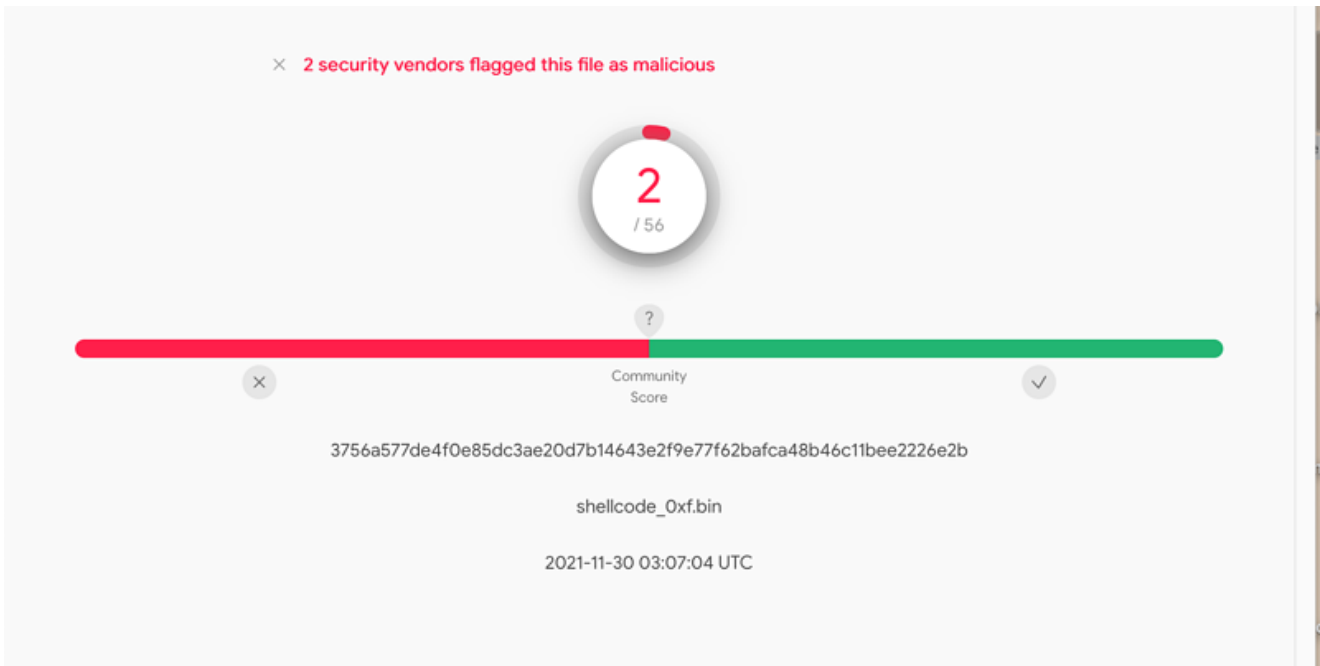 2 security vendors flagged this file as malicious
2
/ 56
?
Community
Score
3756a577de4f0e85dc3ae20d7b14643e2f9e77f62bafca48b46c11bee2226e2b
shellcode_0xf.bin
2021-11-30 03:07:04 UTC